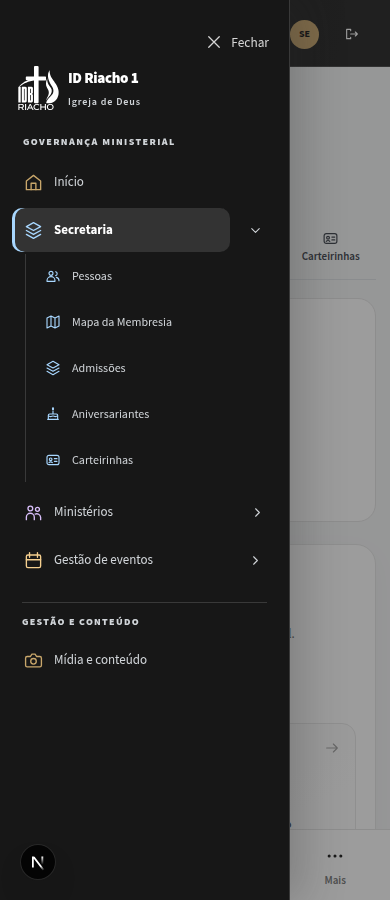 Fechar
SE
IDB
RIACHO
ID Riacho 1
Igreja de Deus
GOVERNANÇA MINISTERIAL
Início
Secretaria
Carteirinhas
Pessoas
Mapa da Membresia
Admissões
Aniversariantes
Carteirinhas
Ministérios
Gestão de eventos
GESTÃO E CONTEÚDO
Mídia e conteúdo
N
Mais